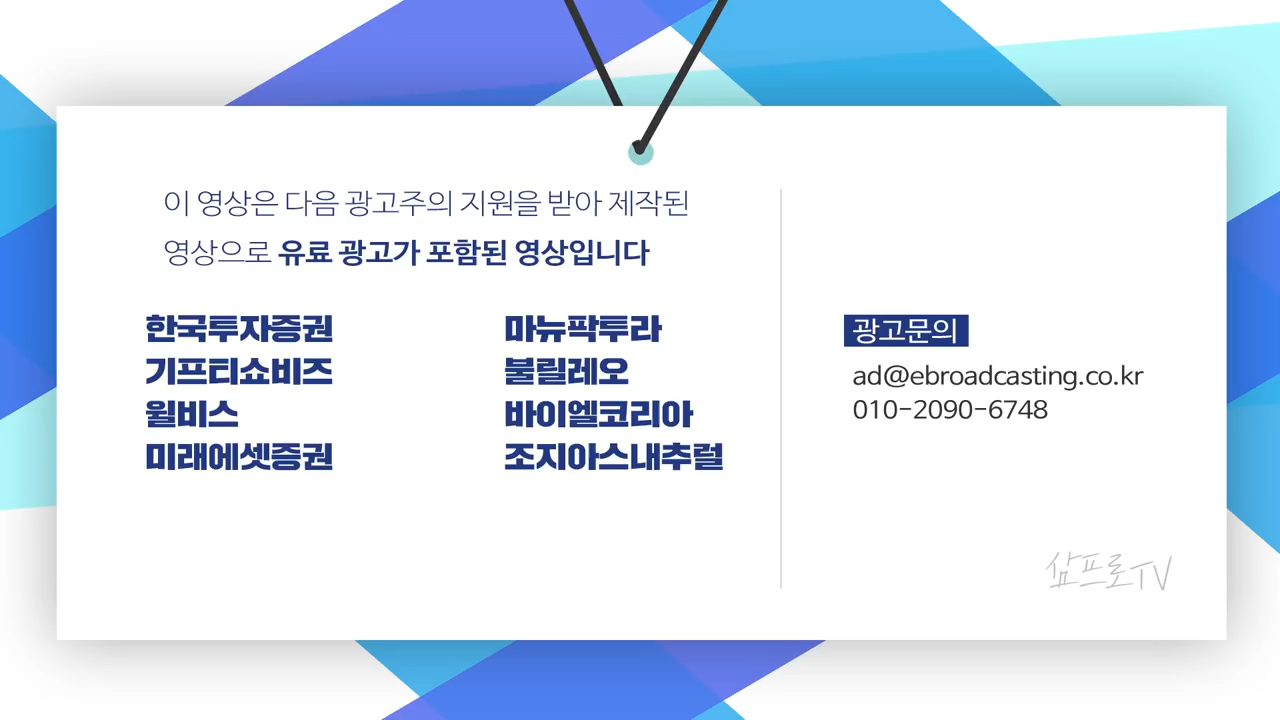 이 영상은 다음 광고주의 지원을 받아 제작된
영상으로 유료 광고가 포함된 영상입니다
한국투자증권
기프티쇼비즈
윌비스
미래에셋증권
마뉴팍투라
불릴레오
바이엘코리아
조지아스내추럴
광고문의
ad@ebroadcasting.co.kr
010-2090-6748
삼프로TV